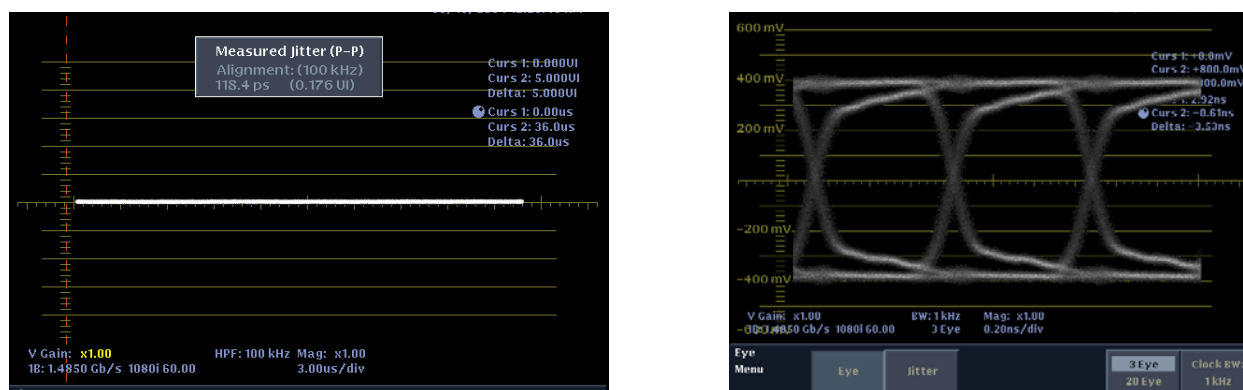 Measured Jitter (P-P)
Alignment: (100 kHz)
118.4 ps (0.176 UI)
Curs 1: 0.000UI
Curs 2: 5.000UI
Delta: 5.000UI
Curs 1: 0.00us
Curs 2: 36.0us
Delta: 36.0us
V Gain: x1.00 HPF: 100 kHz Mag: x1.00
1B: 1.4850 Gb/s 1080i 60.00 3.00us/div
600 mV
400 mV
200 mV
-200 mV
-400 mV
Curs 1: +0.0mV
Curs 2: +800.0mV
2.92ns
Curs 2: -0.61ns
Delta: -3.53ns
V Gain: x1.00 BW: 1 kHz Mag: x1.00
1.4850 Gb/s 1080i 60.00 3 Eye 0.20ns/div
Eye
Menu
Eye
Jitter
3 Eye
20 Eye
Clock BW:
1 kHz